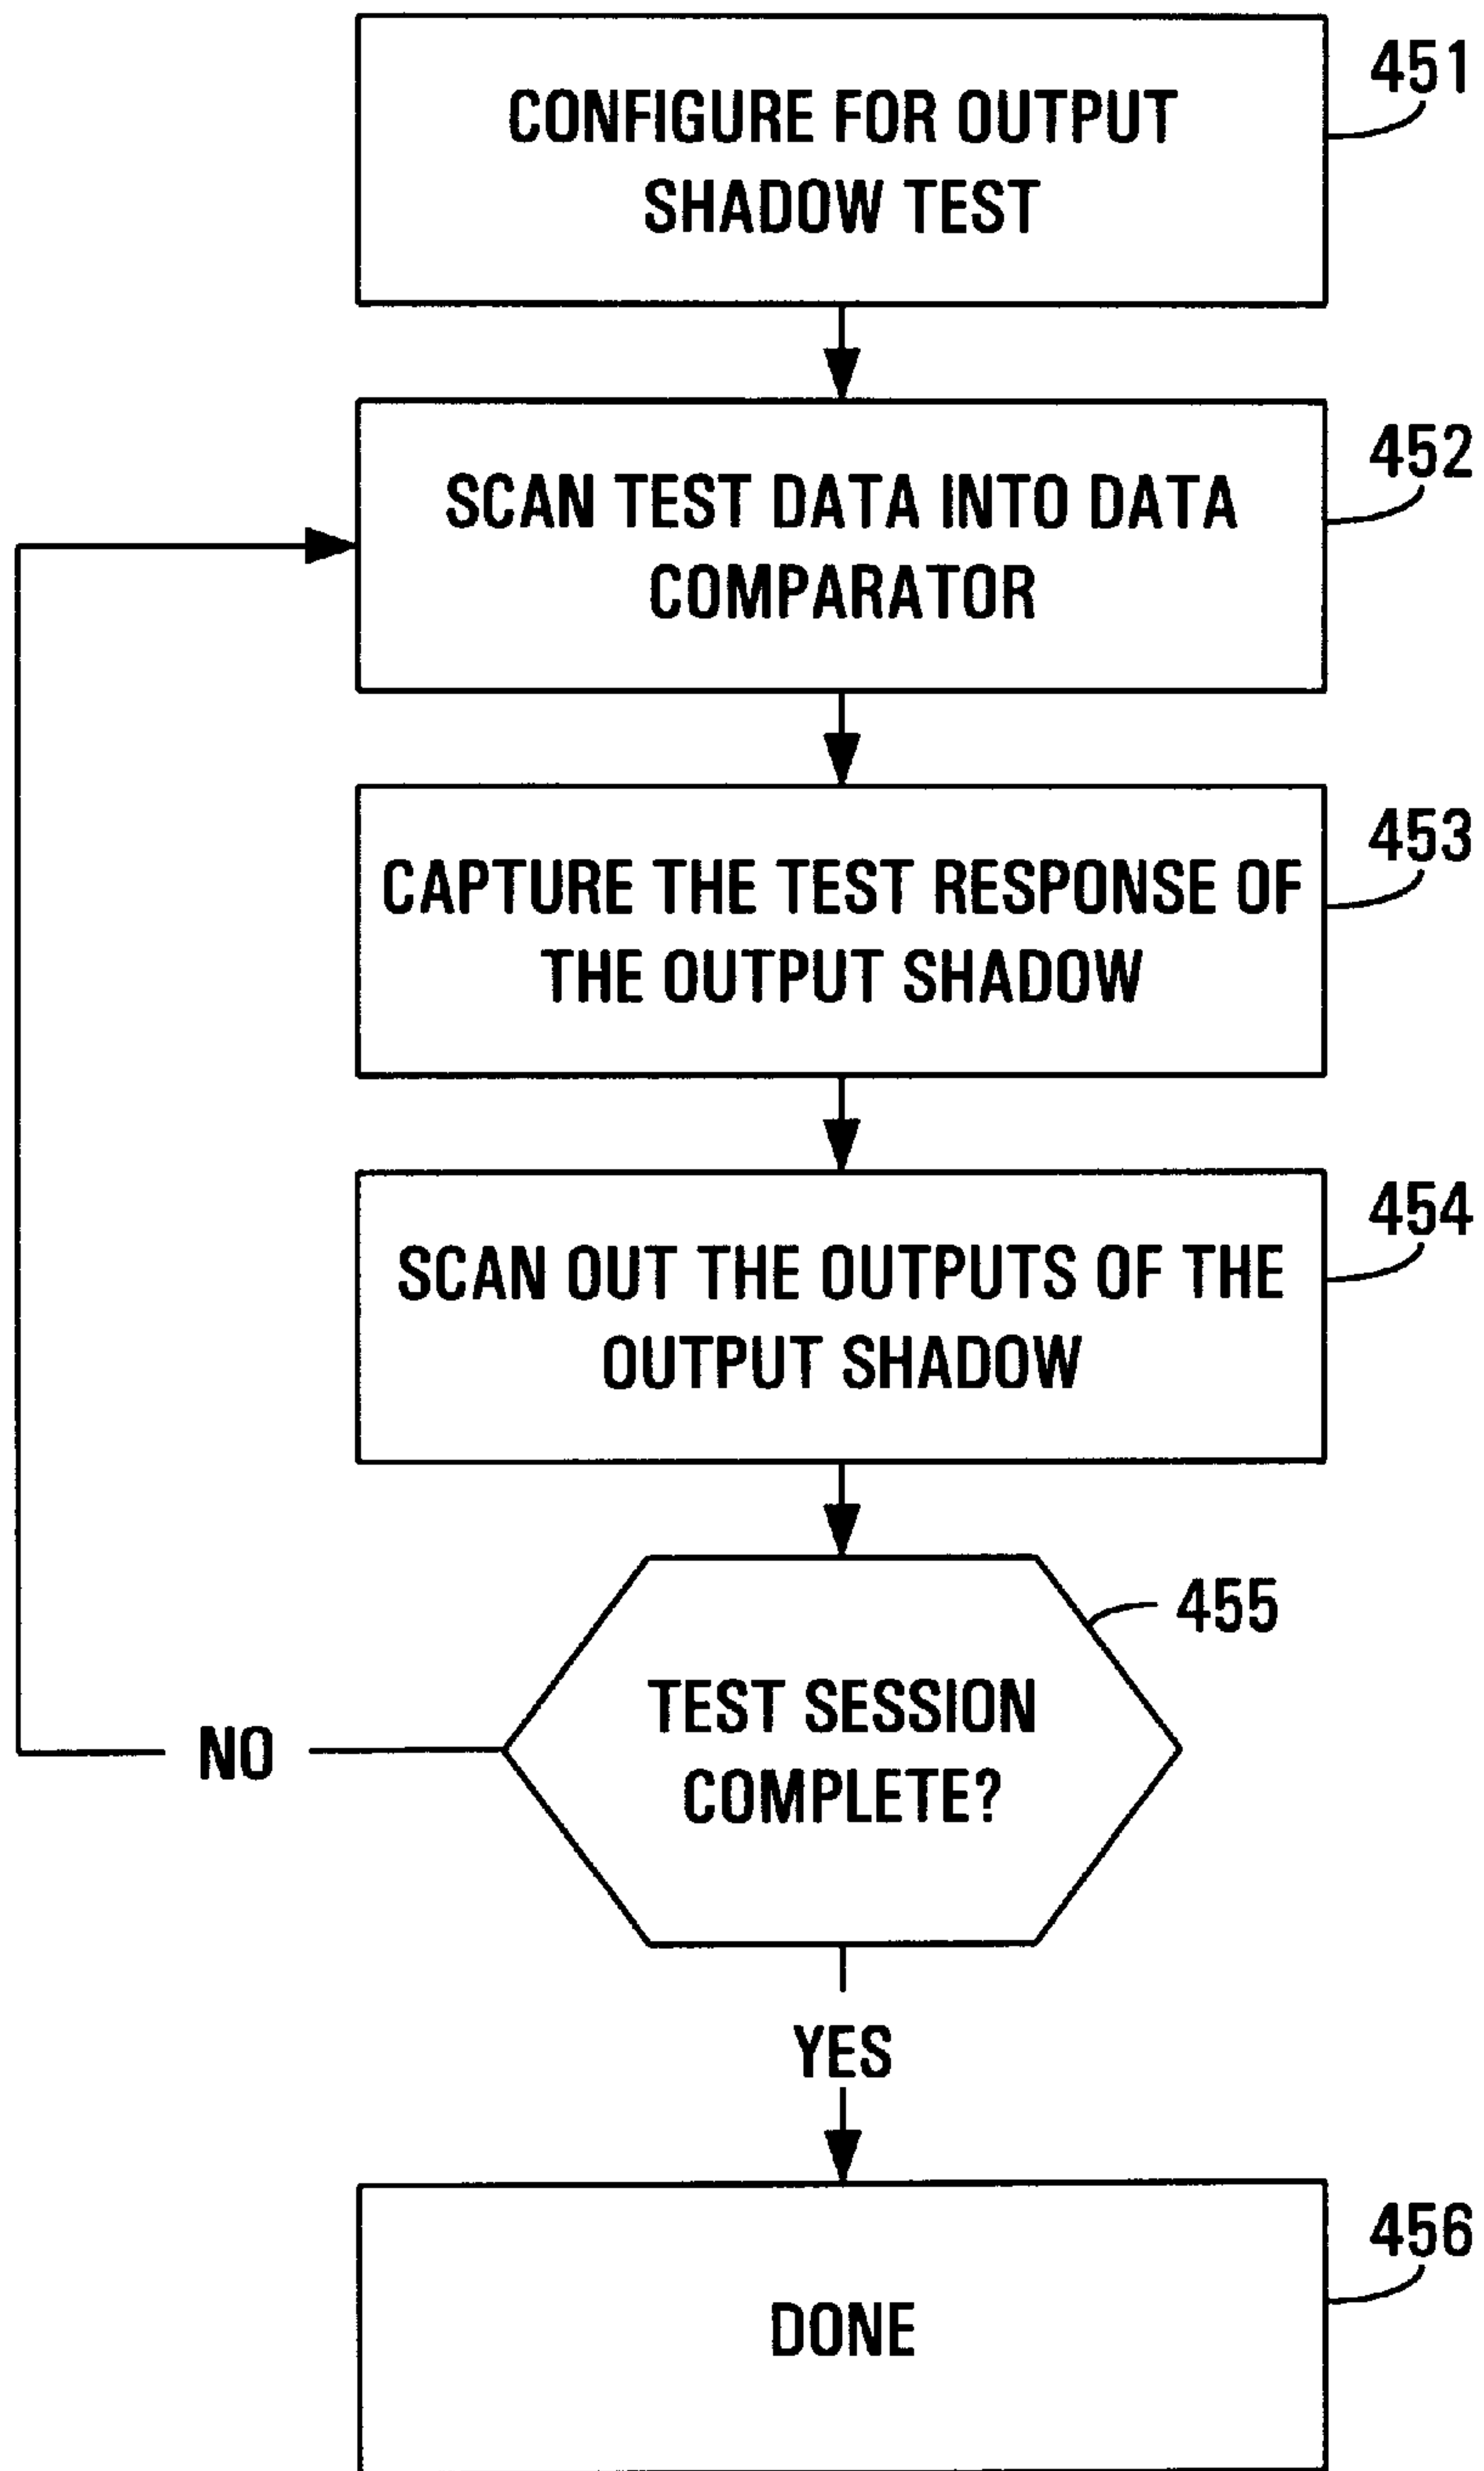 451
CONFIGURE FOR OUTPUT
SHADOW TEST
452
SCAN TEST DATA INTO DATA
COMPARATOR
453
CAPTURE THE TEST RESPONSE OF
THE OUTPUT SHADOW
454
SCAN OUT THE OUTPUTS OF THE
OUTPUT SHADOW
455
TEST SESSION
COMPLETE?
NO
YES
456
DONE